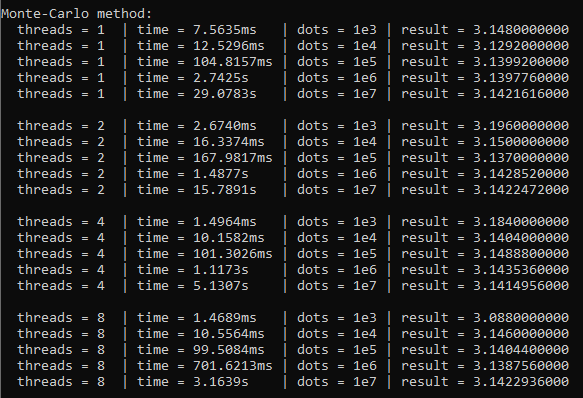 Monte-Carlo method:
threads = 1 | time = 7.5635ms | dots = 1e3 | result = 3.1480000000
threads = 1 | time = 12.5296ms | dots = 1e4 | result = 3.1292000000
threads = 1 | time = 104.8157ms | dots = 1e5 | result = 3.1399200000
threads = 1 | time = 2.7425s | dots = 1e6 | result = 3.1397760000
threads = 1 | time = 29.0783s | dots = 1e7 | result = 3.1421616000
threads = 2 | time = 2.6740ms | dots = 1e3 | result = 3.1960000000
threads = 2 | time = 16.3374ms | dots = 1e4 | result = 3.1500000000
threads = 2 | time = 167.9817ms | dots = 1e5 | result = 3.1370000000
threads = 2 | time = 1.4877s | dots = 1e6 | result = 3.1428520000
threads = 2 | time = 15.7891s | dots = 1e7 | result = 3.1422472000
threads = 4 | time = 1.4964ms | dots = 1e3 | result = 3.1840000000
threads = 4 | time = 10.1582ms | dots = 1e4 | result = 3.1404000000
threads = 4 | time = 101.3026ms | dots = 1e5 | result = 3.1488800000
threads = 4 | time = 1.1173s | dots = 1e6 | result = 3.1435360000
threads = 4 | time = 5.1307s | dots = 1e7 | result = 3.1414956000
threads = 8 | time = 1.4689ms | dots = 1e3 | result = 3.0880000000
threads = 8 | time = 10.5564ms | dots = 1e4 | result = 3.1460000000
threads = 8 | time = 99.5084ms | dots = 1e5 | result = 3.1404400000
threads = 8 | time = 701.6213ms | dots = 1e6 | result = 3.1387560000
threads = 8 | time = 3.1639s | dots = 1e7 | result = 3.1422936000